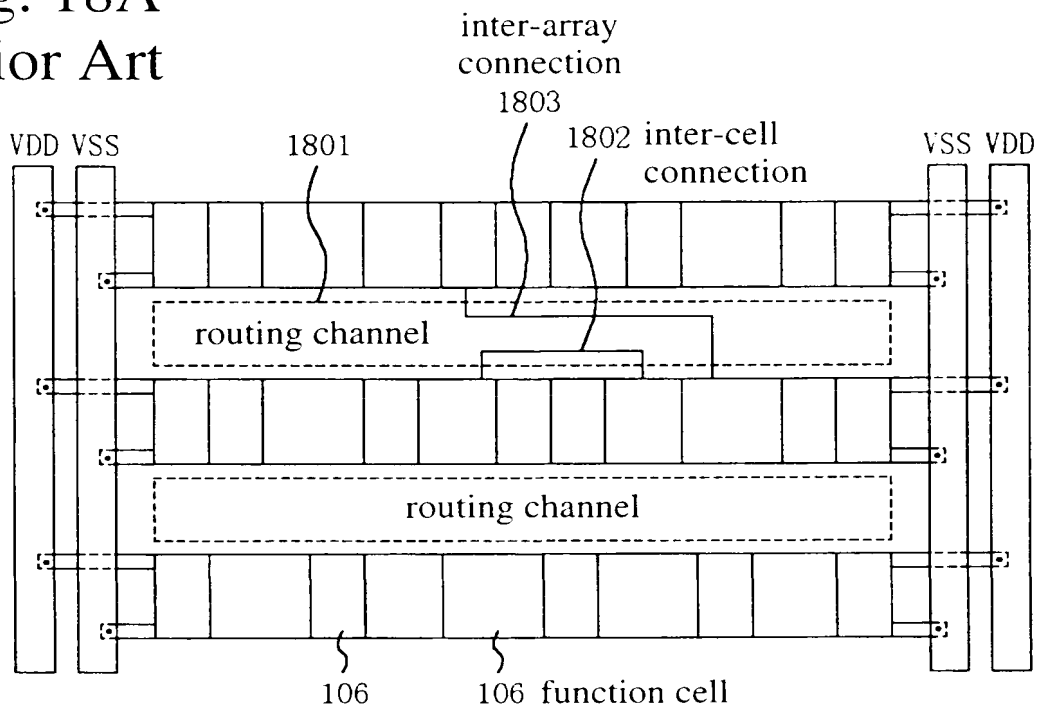 g. 18A
ior Art
inter-array
connection
1803
1802 inter-cell
connection
VDD VSS
1801
VSS VDD
routing channel
routing channel
106
106 function cell